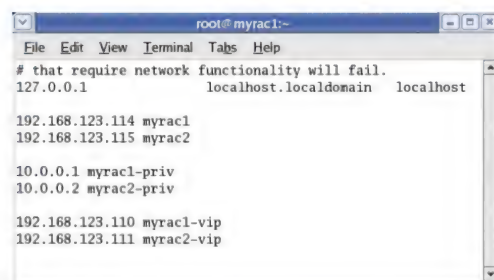 root@myrac1:~
File Edit View Terminal Tabs Help
# that require network functionality will fail.
127.0.0.1 localhost.localdomain localhost
192.168.123.114 myrac1
192.168.123.115 myrac2
10.0.0.1 myrac1-priv
10.0.0.2 myrac2-priv
192.168.123.110 myrac1-vip
192.168.123.111 myrac2-vip